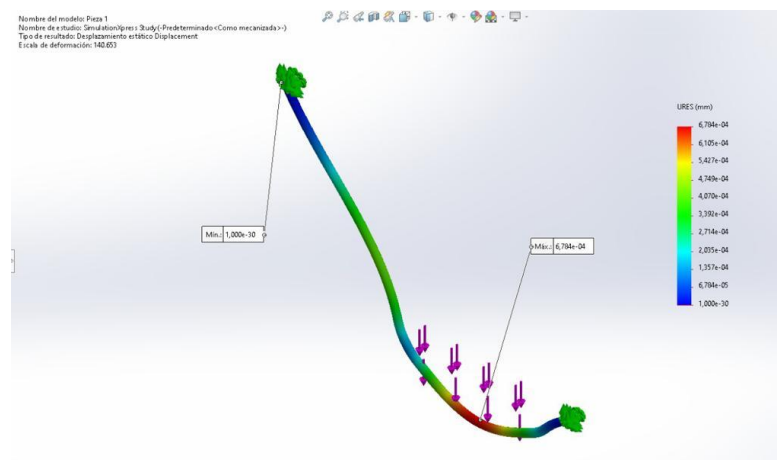 Nombre del modelo: Pieza 1
Nombre de estudio: SimulationXpress Study(-Predeterminado<Como mecanizada>-)
Tipo de resultado: Desplazamiento estático Displacement
Escala de deformación: 140.653
URES (mm)
6,784e-04
6,105e-04
5,427e-04
4,749e-04
4,070e-04
3,392e-04
2,714e-04
2,035e-04
1,357e-04
6,784e-05
1,000e-30
Mín.: 1,000e-30
Máx.: 6,784e-04